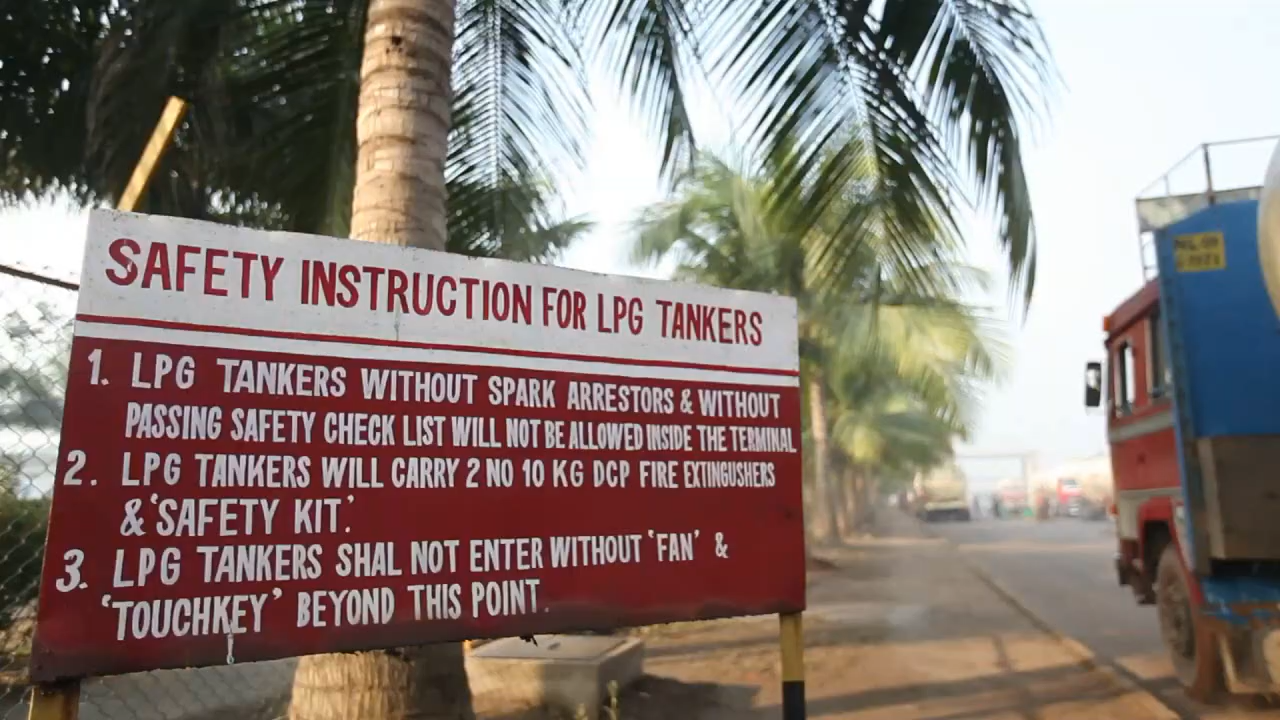 SAFETY INSTRUCTION FOR LPG TANKERS
1. LPG TANKERS WITHOUT SPARK ARRESTORS & WITHOUT
PASSING SAFETY CHECK LIST WILL NOT BE ALLOWED INSIDE THE TERMINAL
2. LPG TANKERS WILL CARRY 2 NO 10 KG DCP FIRE EXTINGUSHERS
& 'SAFETY KIT.'
3. LPG TANKERS SHAL NOT ENTER WITHOUT 'FAN' &
'TOUCHKEY' BEYOND THIS POINT.